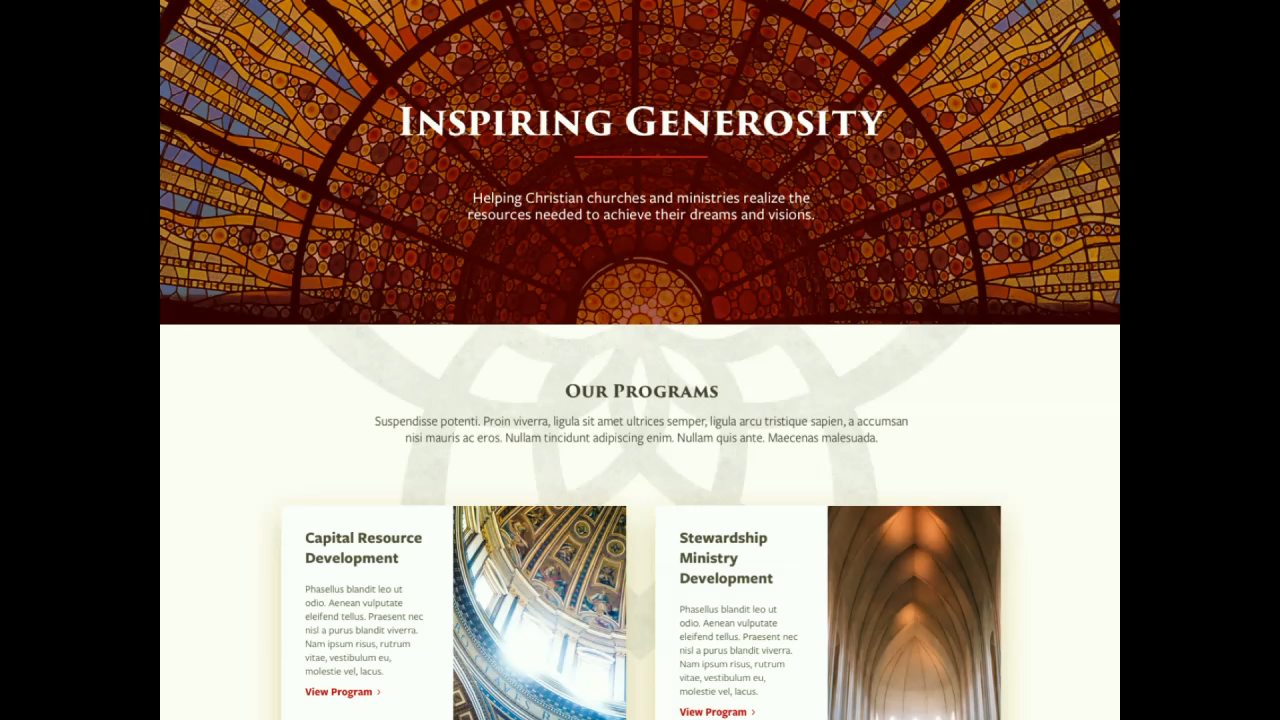 Inspiring Generosity
Helping Christian churches and ministries realize the
resources needed to achieve their dreams and visions.
Our Programs
Suspendisse potenti. Proin viverra, ligula sit amet ultrices semper, ligula arcu tristique sapien, a accumsan
nisi mauris ac eros. Nullam tincidunt adipiscing enim. Nullam quis ante. Maecenas malesuada.
Capital Resource
Development
Phasellus blandit leo ut
odio. Aenean vulputate
eleifend tellus. Praesent nec
nisl a purus blandit viverra.
Nam ipsum risus, rutrum
vitae, vestibulum eu,
molestie vel, lacus.
View Program ›
Stewardship
Ministry
Development
Phasellus blandit leo ut
odio. Aenean vulputate
eleifend tellus. Praesent nec
nisl a purus blandit viverra.
Nam ipsum risus, rutrum
vitae, vestibulum eu,
molestie vel, lacus.
View Program ›